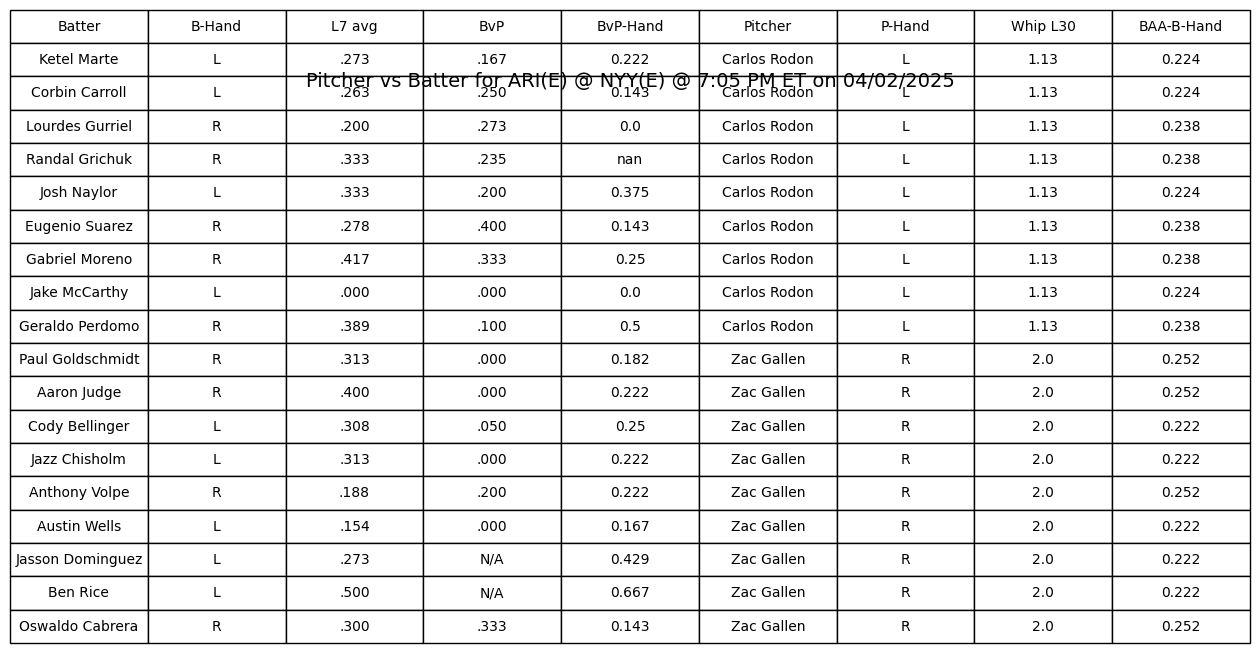 Batter B-Hand L7 avg BvP BvP-Hand Pitcher P-Hand Whip L30 BAA-B-Hand
Ketel Marte L .273 .167 0.222 Carlos Rodon L 1.13 0.224
Pitcher vs Batter for ARI(E) @ NYY(E) @ 7:05 PM ET on 04/02/2025
Corbin Carroll L .263 .250 0.143 Carlos Rodon L 1.13 0.224
Lourdes Gurriel R .200 .273 0.0 Carlos Rodon L 1.13 0.238
Randal Grichuk R .333 .235 nan Carlos Rodon L 1.13 0.238
Josh Naylor L .333 .200 0.375 Carlos Rodon L 1.13 0.224
Eugenio Suarez R .278 .400 0.143 Carlos Rodon L 1.13 0.238
Gabriel Moreno R .417 .333 0.25 Carlos Rodon L 1.13 0.238
Jake McCarthy L .000 .000 0.0 Carlos Rodon L 1.13 0.224
Geraldo Perdomo R .389 .100 0.5 Carlos Rodon L 1.13 0.238
Paul Goldschmidt R .313 .000 0.182 Zac Gallen R 2.0 0.252
Aaron Judge R .400 .000 0.222 Zac Gallen R 2.0 0.252
Cody Bellinger L .308 .050 0.25 Zac Gallen R 2.0 0.222
Jazz Chisholm L .313 .000 0.222 Zac Gallen R 2.0 0.222
Anthony Volpe R .188 .200 0.222 Zac Gallen R 2.0 0.252
Austin Wells L .154 .000 0.167 Zac Gallen R 2.0 0.222
Jasson Dominguez L .273 N/A 0.429 Zac Gallen R 2.0 0.222
Ben Rice L .500 N/A 0.667 Zac Gallen R 2.0 0.222
Oswaldo Cabrera R .300 .333 0.143 Zac Gallen R 2.0 0.252